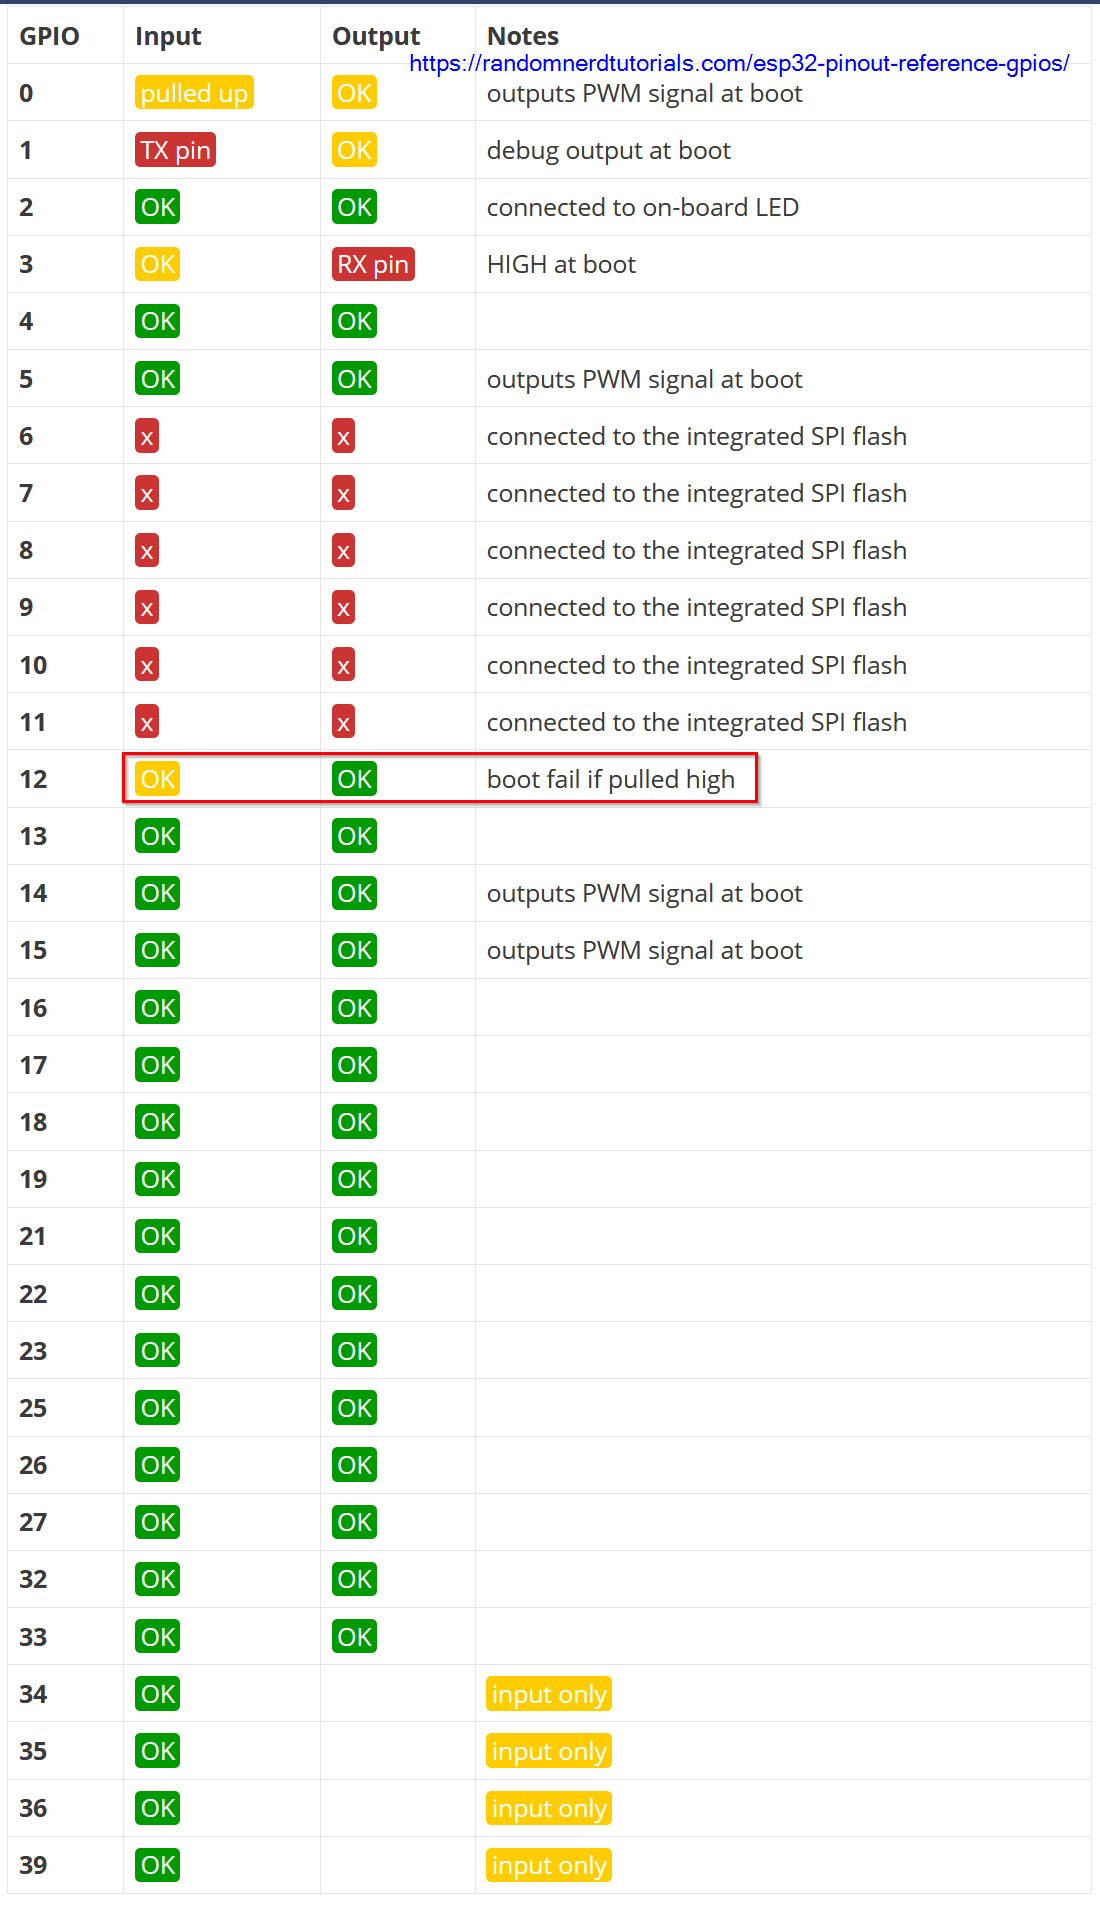 GPIO Input Output Notes
https://randomnerdtutorials.com/esp32-pinout-reference-gpios/
0 pulled up OK outputs PWM signal at boot
1 TX pin OK debug output at boot
2 OK OK connected to on-board LED
3 OK RX pin HIGH at boot
4 OK OK
5 OK OK outputs PWM signal at boot
6 x x connected to the integrated SPI flash
7 x x connected to the integrated SPI flash
8 x x connected to the integrated SPI flash
9 x x connected to the integrated SPI flash
10 x x connected to the integrated SPI flash
11 x x connected to the integrated SPI flash
12 OK OK boot fail if pulled high
13 OK OK
14 OK OK outputs PWM signal at boot
15 OK OK outputs PWM signal at boot
16 OK OK
17 OK OK
18 OK OK
19 OK OK
21 OK OK
22 OK OK
23 OK OK
25 OK OK
26 OK OK
27 OK OK
32 OK OK
33 OK OK
34 OK input only
35 OK input only
36 OK input only
39 OK input only